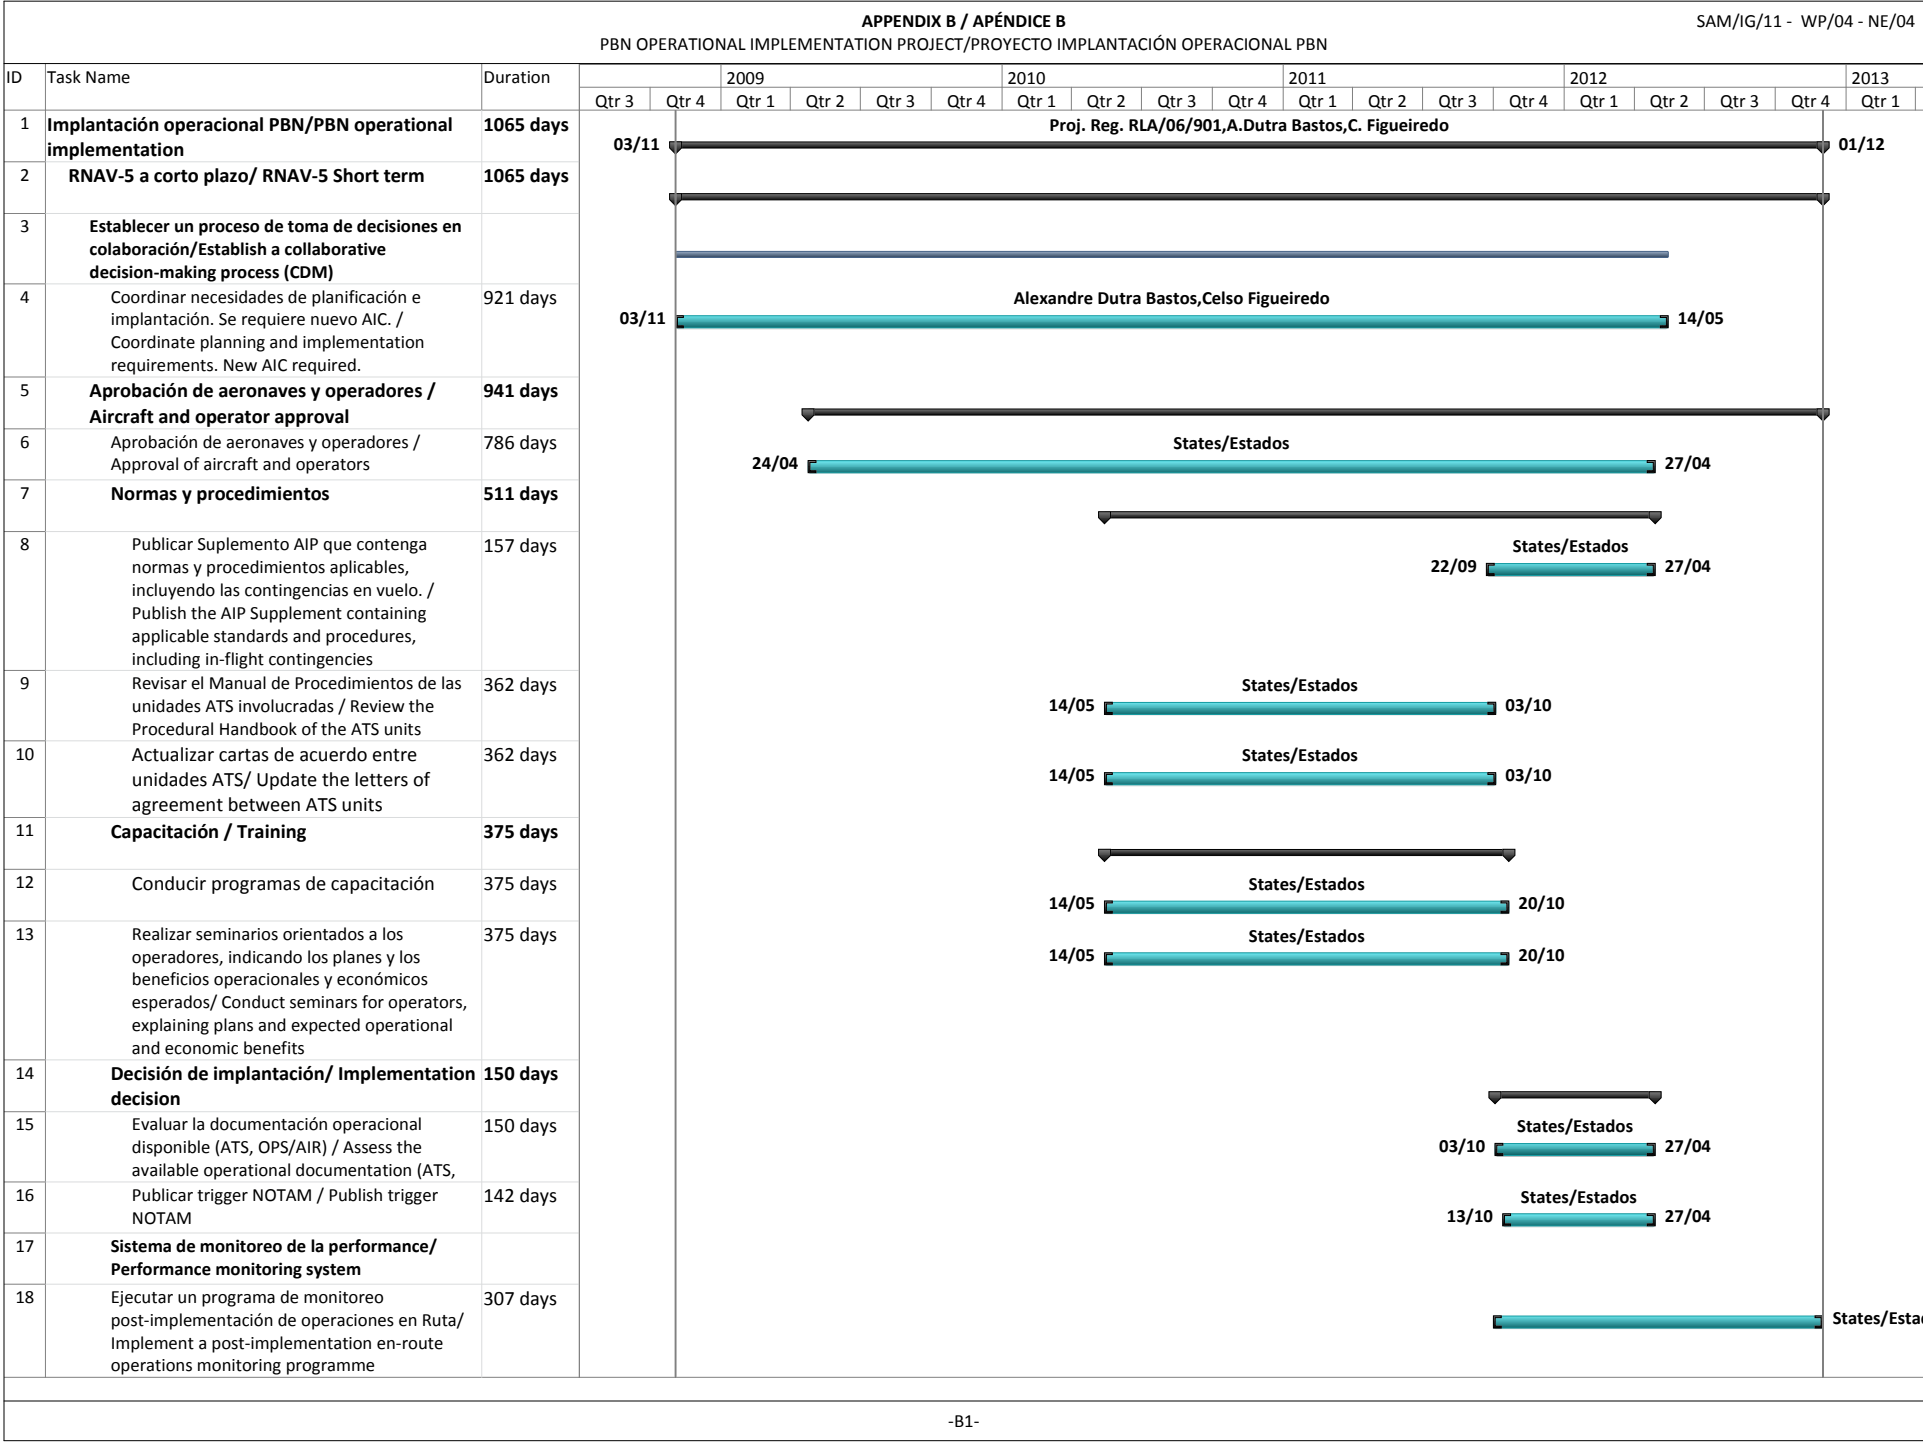 APPENDIX B / APÉNDICE B
SAM/IG/11 - WP/04 - NE/04
PBN OPERATIONAL IMPLEMENTATION PROJECT/PROYECTO IMPLANTACIÓN OPERACIONAL PBN
ID Task Name Duration 2009 2010 2011 2012 2013
Qtr 3 Qtr 4 Qtr 1 Qtr 2 Qtr 3 Qtr 4 Qtr 1 Qtr 2 Qtr 3 Qtr 4 Qtr 1 Qtr 2 Qtr 3 Qtr 4 Qtr 1 Qtr 2 Qtr 3 Qtr 4 Qtr 1
1 Implantación operacional PBN/PBN operational 1065 days
implementation
Proj. Reg. RLA/06/901,A.Dutra Bastos,C. Figueiredo
03/11 01/12
2 RNAV-5 a corto plazo/ RNAV-5 Short term 1065 days
3 Establecer un proceso de toma de decisiones en
colaboración/Establish a collaborative
decision-making process (CDM)
4 Coordinar necesidades de planificación e 921 days
implantación. Se requiere nuevo AIC. /
Coordinate planning and implementation
requirements. New AIC required.
Alexandre Dutra Bastos,Celso Figueiredo
03/11 14/05
5 Aprobación de aeronaves y operadores / 941 days
Aircraft and operator approval
6 Aprobación de aeronaves y operadores / 786 days
Approval of aircraft and operators
States/Estados
24/04 27/04
7 Normas y procedimientos 511 days
8 Publicar Suplemento AIP que contenga 157 days
normas y procedimientos aplicables,
incluyendo las contingencias en vuelo. /
Publish the AIP Supplement containing
applicable standards and procedures,
including in-flight contingencies
States/Estados
22/09 27/04
9 Revisar el Manual de Procedimientos de las 362 days
unidades ATS involucradas / Review the
Procedural Handbook of the ATS units
States/Estados
14/05 03/10
10 Actualizar cartas de acuerdo entre 362 days
unidades ATS/ Update the letters of
agreement between ATS units
States/Estados
14/05 03/10
11 Capacitación / Training 375 days
12 Conducir programas de capacitación 375 days
States/Estados
14/05 20/10
13 Realizar seminarios orientados a los 375 days
operadores, indicando los planes y los
beneficios operacionales y económicos
esperados/ Conduct seminars for operators,
explaining plans and expected operational
and economic benefits
States/Estados
14/05 20/10
14 Decisión de implantación/ Implementation 150 days
decision
15 Evaluar la documentación operacional 150 days
disponible (ATS, OPS/AIR) / Assess the
available operational documentation (ATS,
States/Estados
03/10 27/04
16 Publicar trigger NOTAM / Publish trigger 142 days
NOTAM
States/Estados
13/10 27/04
17 Sistema de monitoreo de la performance/
Performance monitoring system
18 Ejecutar un programa de monitoreo 307 days
post-implementación de operaciones en Ruta/
Implement a post-implementation en-route
operations monitoring programme
States/Esta
-B1-